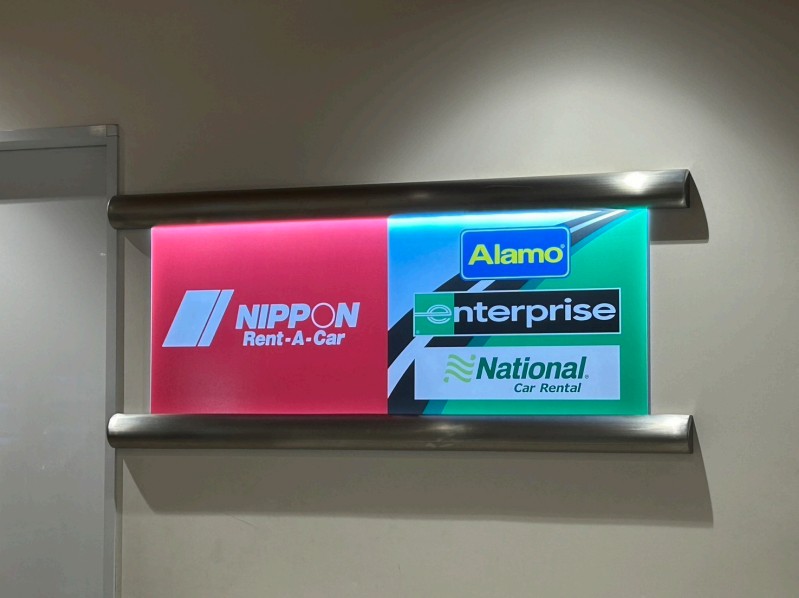 NIPPON
Rent-A-Car
Alamo®
enterprise
National®
Car Rental